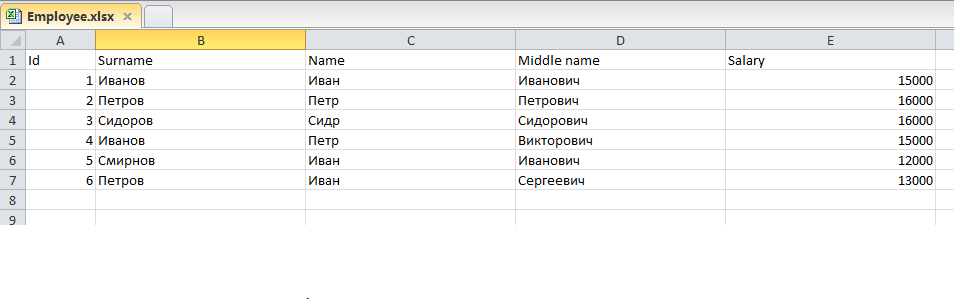 Employee.xlsx
A B C D E
1 Id Surname Name Middle name Salary
2 1 Иванов Иван Иванович 15000
3 2 Петров Петр Петрович 16000
4 3 Сидоров Сидр Сидорович 16000
5 4 Иванов Петр Викторович 15000
6 5 Смирнов Иван Иванович 12000
7 6 Петров Иван Сергеевич 13000
8
9